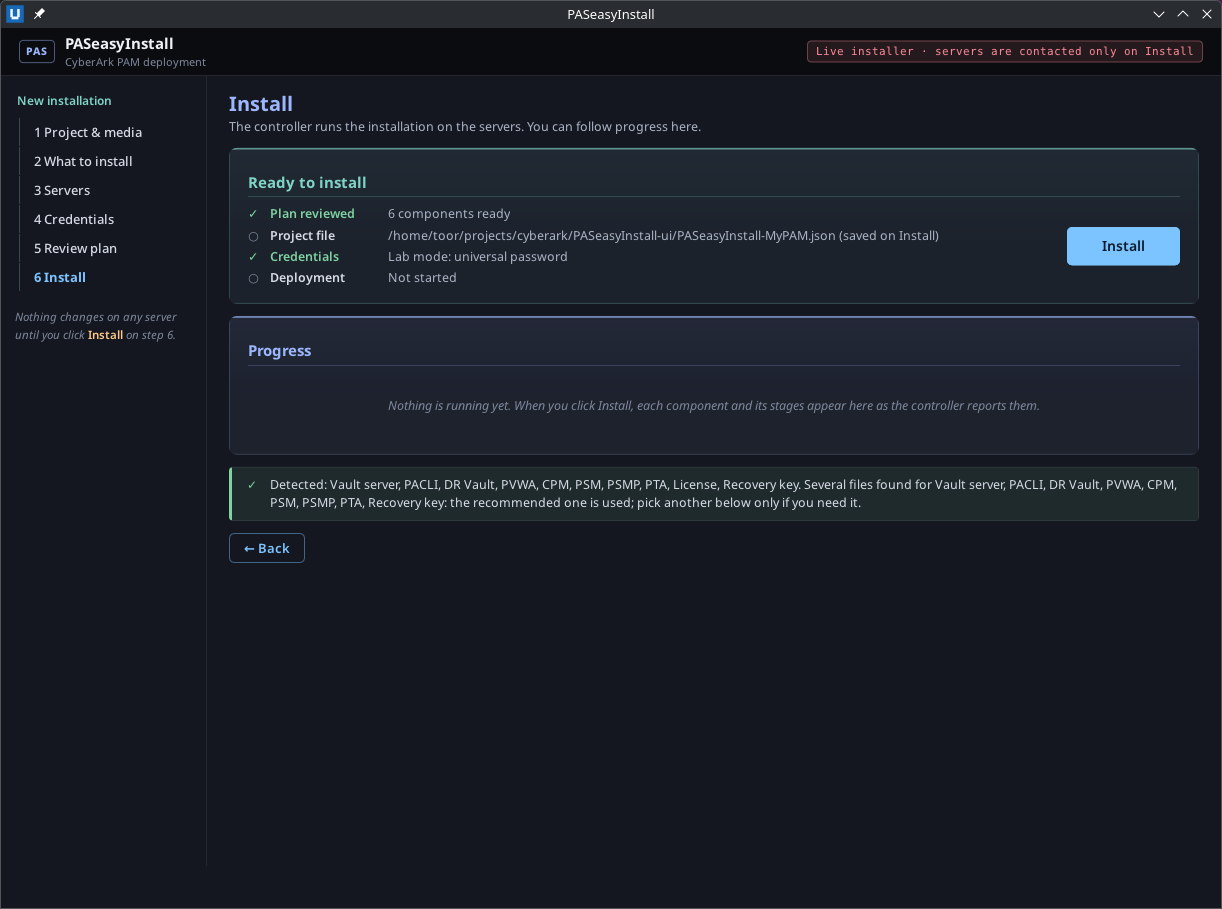 PASeasyInstall
PAS
PASeasyInstall
CyberArk PAM deployment
Live installer · servers are contacted only on Install
New installation
1 Project & media
2 What to install
3 Servers
4 Credentials
5 Review plan
6 Install
Nothing changes on any server
until you click Install on step 6.
Install
The controller runs the installation on the servers. You can follow progress here.
Ready to install
✓ Plan reviewed 6 components ready
○ Project file /home/toor/projects/cyberark/PASeasyInstall-ui/PASeasyInstall-MyPAM.json (saved on Install)
✓ Credentials Lab mode: universal password
○ Deployment Not started
Install
Progress
Nothing is running yet. When you click Install, each component and its stages appear here as the controller reports them.
✓ Detected: Vault server, PACLI, DR Vault, PVWA, CPM, PSM, PSMP, PTA, License, Recovery key. Several files found for Vault server, PACLI, DR Vault, PVWA, CPM,
PSM, PSMP, PTA, Recovery key: the recommended one is used; pick another below only if you need it.
← Back